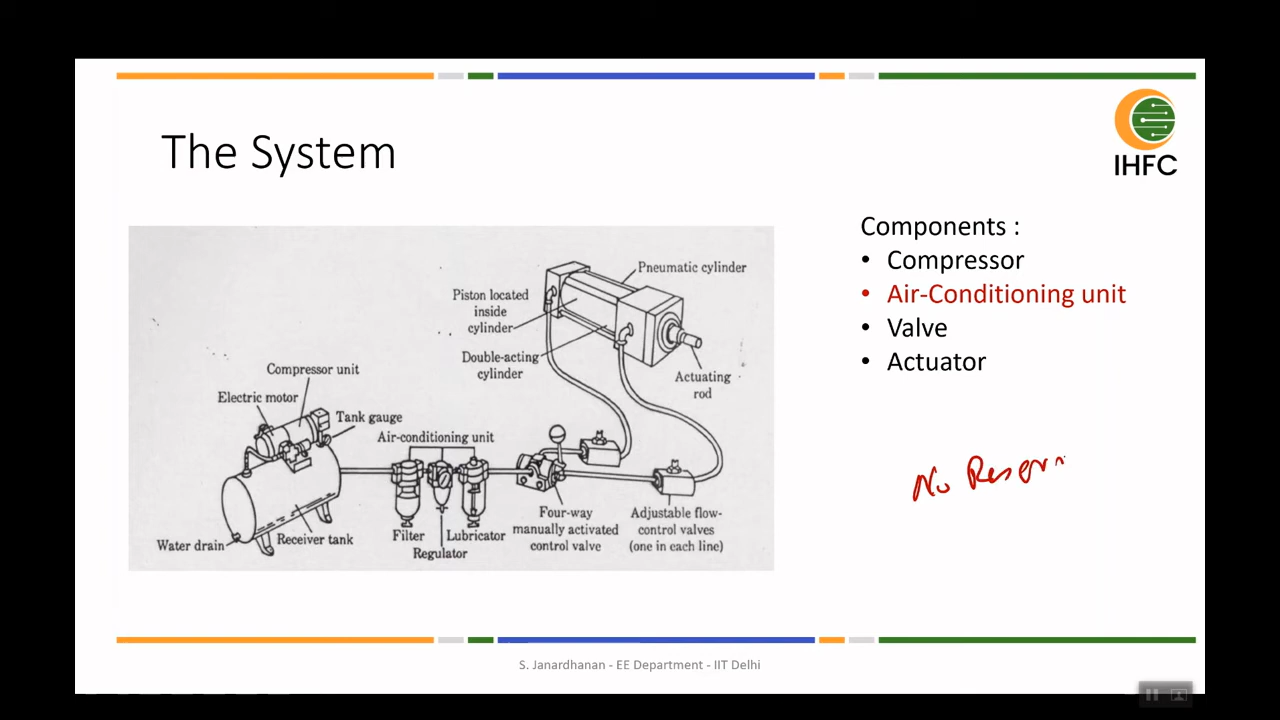 The System
IHFC
Components :
• Compressor
• Air-Conditioning unit
• Valve
• Actuator
Pneumatic cylinder
Piston located
inside
cylinder
Double-acting
cylinder
Actuating
rod
Compressor unit
Electric motor
Tank gauge
Air-conditioning unit
Water drain
Receiver tank
Filter
Regulator
Lubricator
Four-way
manually activated
control valve
Adjustable flow-
control valves
(one in each line)
No Reserv
S. Janardhanan - EE Department - IIT Delhi